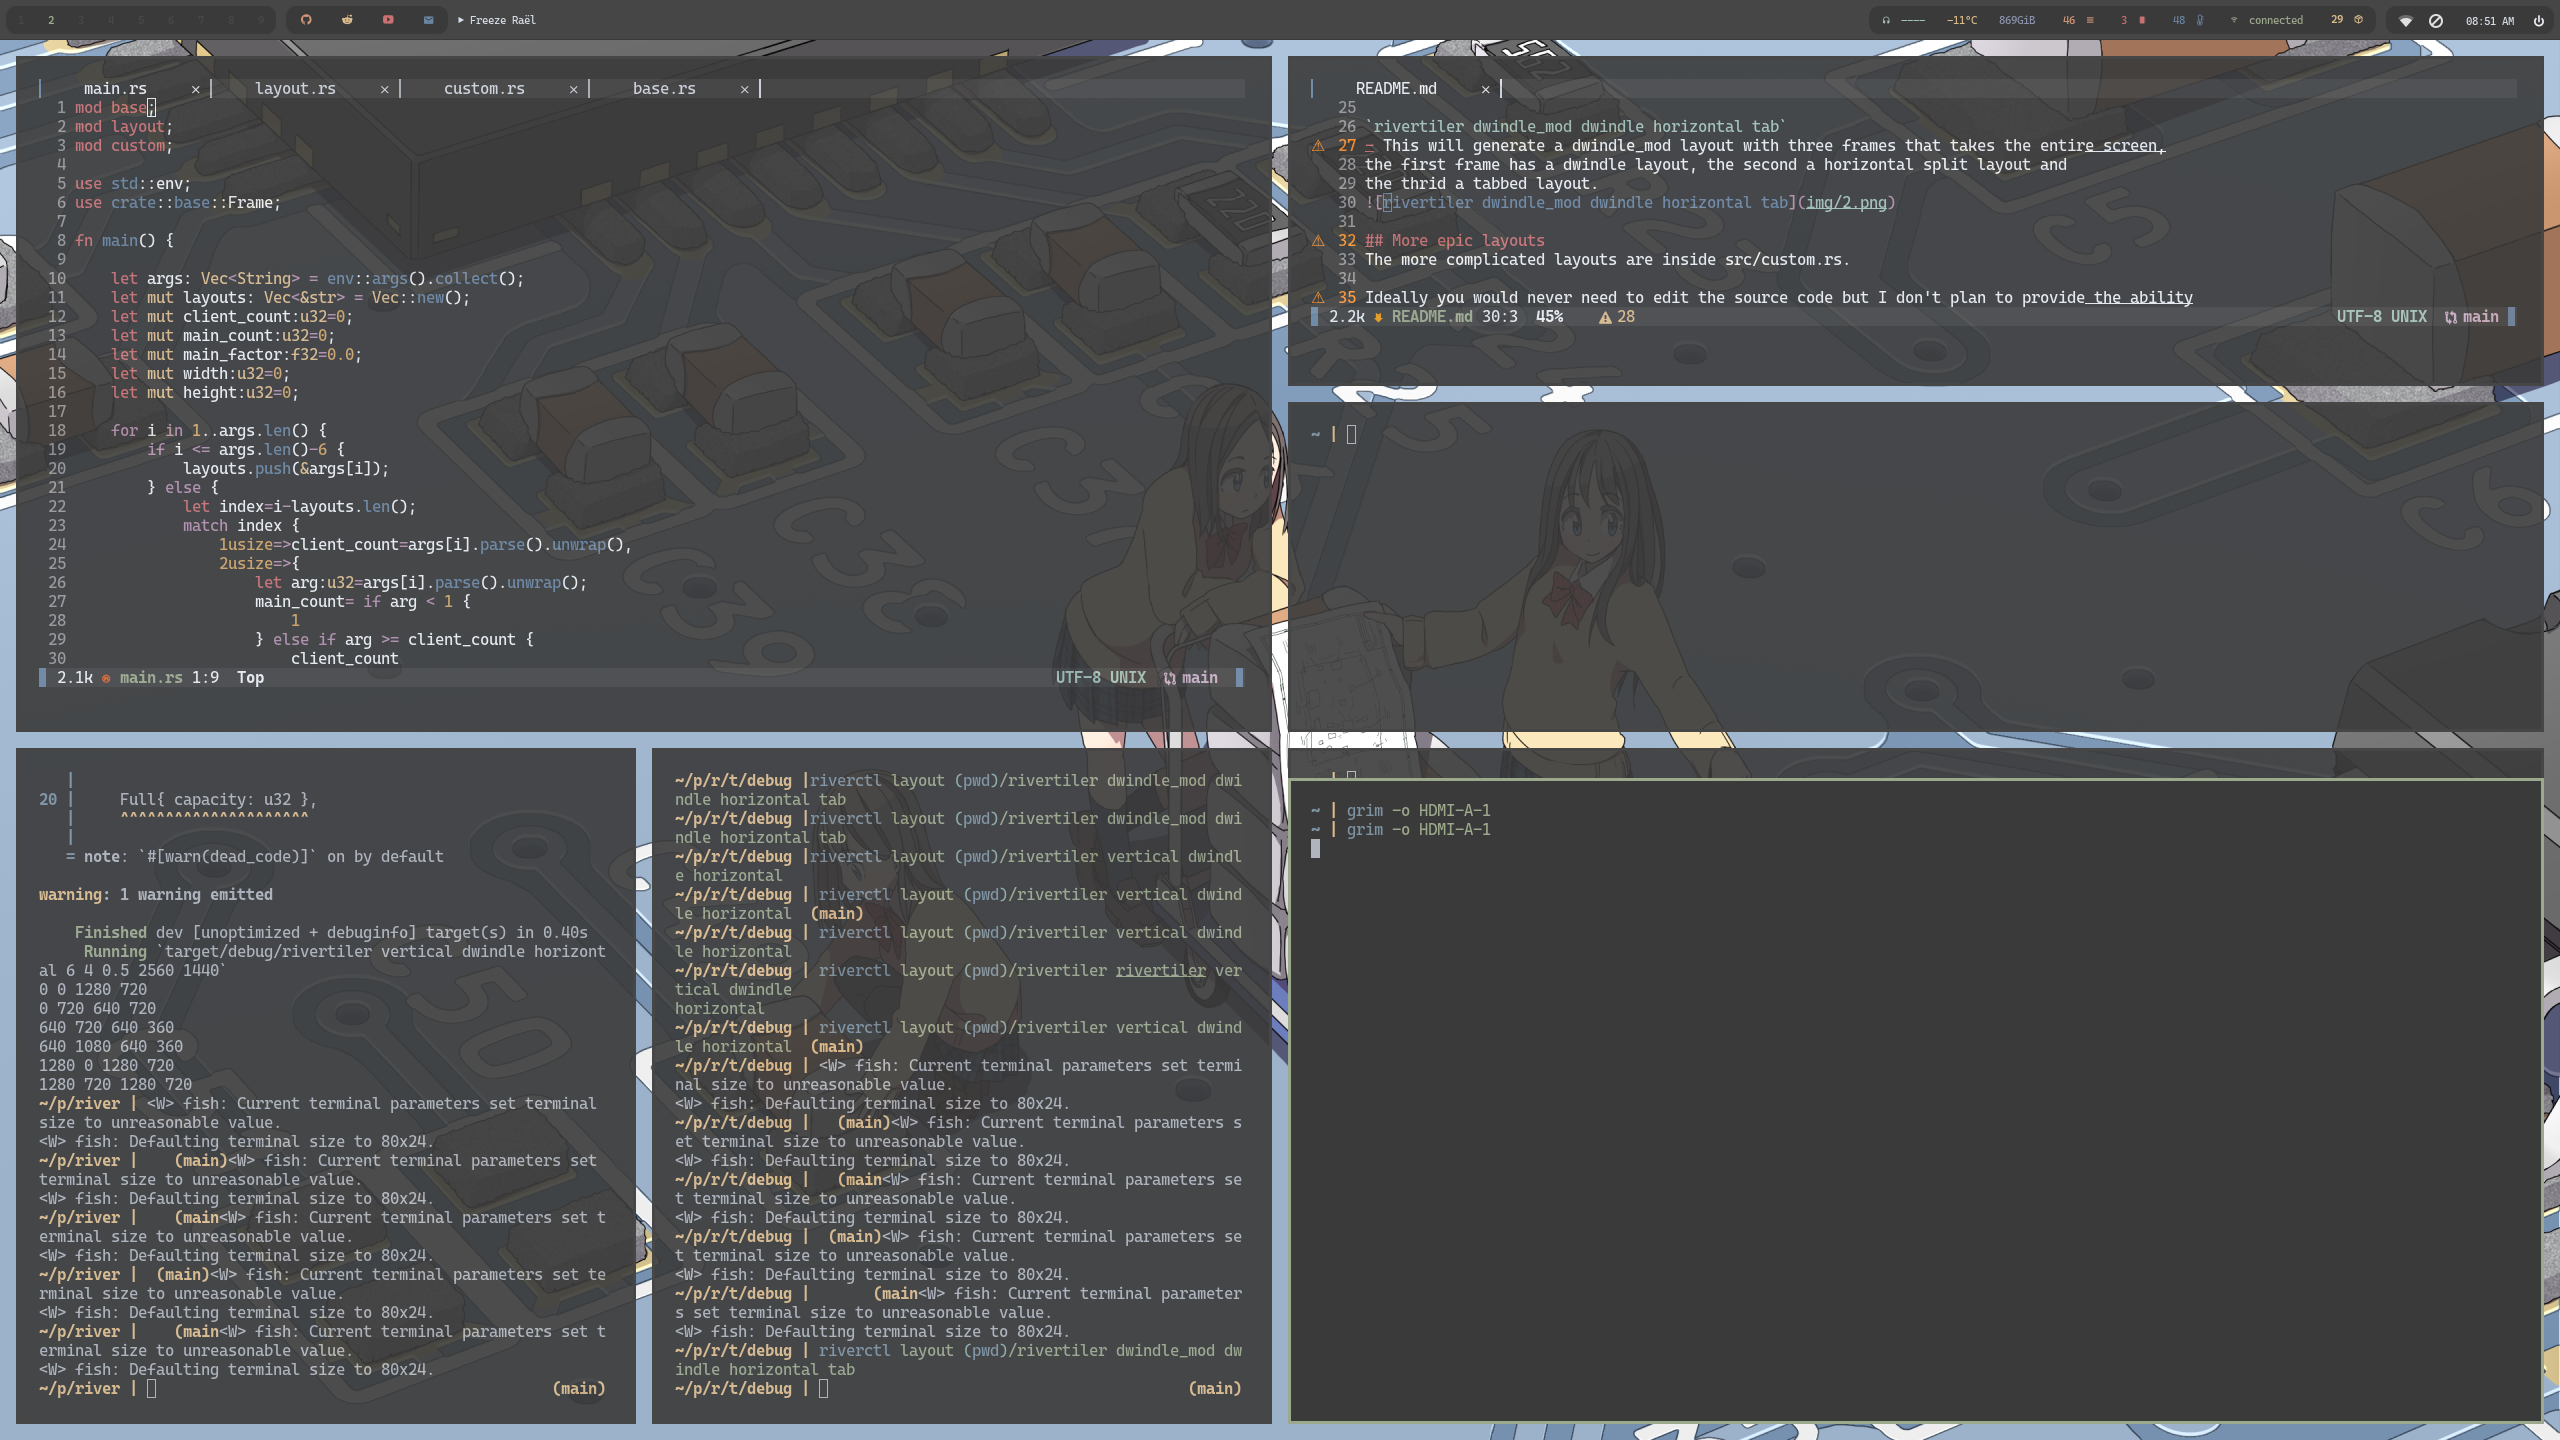 1 2 3 4 5 6 7 8 9 Freeze Raël ---- -11°C 869GiB 46 3 48 connected 29 08:51 AM
main.rs × layout.rs × custom.rs × base.rs ×
1 mod base;
2 mod layout;
3 mod custom;
4
5 use std::env;
6 use crate::base::Frame;
7
8 fn main() {
9
10 let args: Vec<String> = env::args().collect();
11 let mut layouts: Vec<&str> = Vec::new();
12 let mut client_count:u32=0;
13 let mut main_count:u32=0;
14 let mut main_factor:f32=0.0;
15 let mut width:u32=0;
16 let mut height:u32=0;
17
18 for i in 1..args.len() {
19 if i <= args.len()-6 {
20 layouts.push(&args[i]);
21 } else {
22 let index=i-layouts.len();
23 match index {
24 1usize=>client_count=args[i].parse().unwrap(),
25 2usize=>{
26 let arg:u32=args[i].parse().unwrap();
27 main_count= if arg < 1 {
28 1
29 } else if arg >= client_count {
30 client_count
2.1k main.rs 1:9 Top UTF-8 UNIX main
README.md ×
25
26 `rivertiler dwindle_mod dwindle horizontal tab`
⚠ 27 - This will generate a dwindle_mod layout with three frames that takes the entire screen,
28 the first frame has a dwindle layout, the second a horizontal split layout and
29 the thrid a tabbed layout.
30 ![rivertiler dwindle_mod dwindle horizontal tab](img/2.png)
31
⚠ 32 ## More epic layouts
33 The more complicated layouts are inside src/custom.rs.
34
⚠ 35 Ideally you would never need to edit the source code but I don't plan to provide the ability
2.2k README.md 30:3 45% 28 UTF-8 UNIX main
~ |
|
20 | Full{ capacity: u32 },
| ^^^^^^^^^^^^^^^^^^^^^
|
= note: `#[warn(dead_code)]` on by default
warning: 1 warning emitted
Finished dev [unoptimized + debuginfo] target(s) in 0.40s
Running `target/debug/rivertiler vertical dwindle horizont
al 6 4 0.5 2560 1440`
0 0 1280 720
0 720 640 720
640 720 640 360
640 1080 640 360
1280 0 1280 720
1280 720 1280 720
~/p/river | <W> fish: Current terminal parameters set terminal
size to unreasonable value.
<W> fish: Defaulting terminal size to 80x24.
~/p/river | (main)<W> fish: Current terminal parameters set
terminal size to unreasonable value.
<W> fish: Defaulting terminal size to 80x24.
~/p/river | (main<W> fish: Current terminal parameters set t
erminal size to unreasonable value.
<W> fish: Defaulting terminal size to 80x24.
~/p/river | (main)<W> fish: Current terminal parameters set te
rminal size to unreasonable value.
<W> fish: Defaulting terminal size to 80x24.
~/p/river | (main<W> fish: Current terminal parameters set t
erminal size to unreasonable value.
<W> fish: Defaulting terminal size to 80x24.
~/p/river | (main)
~/p/r/t/debug |riverctl layout (pwd)/rivertiler dwindle_mod dwi
ndle horizontal tab
~/p/r/t/debug |riverctl layout (pwd)/rivertiler dwindle_mod dwi
ndle horizontal tab
~/p/r/t/debug |riverctl layout (pwd)/rivertiler vertical dwindl
e horizontal
~/p/r/t/debug | riverctl layout (pwd)/rivertiler vertical dwind
le horizontal (main)
~/p/r/t/debug | riverctl layout (pwd)/rivertiler vertical dwind
le horizontal
~/p/r/t/debug | riverctl layout (pwd)/rivertiler rivertiler ver
tical dwindle
horizontal
~/p/r/t/debug | riverctl layout (pwd)/rivertiler vertical dwind
le horizontal (main)
~/p/r/t/debug | <W> fish: Current terminal parameters set termi
nal size to unreasonable value.
<W> fish: Defaulting terminal size to 80x24.
~/p/r/t/debug | (main)<W> fish: Current terminal parameters s
et terminal size to unreasonable value.
<W> fish: Defaulting terminal size to 80x24.
~/p/r/t/debug | (main<W> fish: Current terminal parameters se
t terminal size to unreasonable value.
<W> fish: Defaulting terminal size to 80x24.
~/p/r/t/debug | (main)<W> fish: Current terminal parameters se
t terminal size to unreasonable value.
<W> fish: Defaulting terminal size to 80x24.
~/p/r/t/debug | (main<W> fish: Current terminal parameter
s set terminal size to unreasonable value.
<W> fish: Defaulting terminal size to 80x24.
~/p/r/t/debug | riverctl layout (pwd)/rivertiler dwindle_mod dw
indle horizontal tab
~/p/r/t/debug | (main)
~ | grim -o HDMI-A-1
~ | grim -o HDMI-A-1